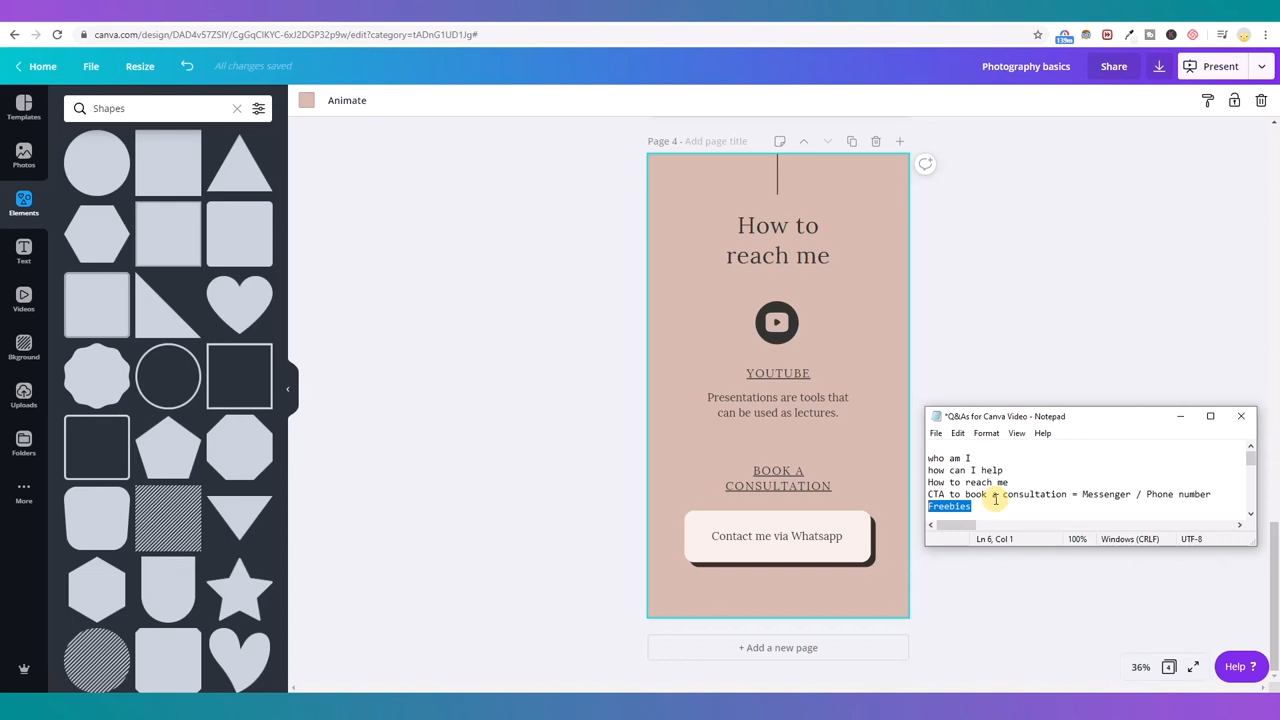 canva.com/design/DAD4v57ZSlY/CgGqClKYC-6xJ2DGP32p9w/edit?category=tADnG1UD1Jg#
139m
Home
File
Resize
All changes saved
Photography basics
Share
Present
Shapes
Animate
Templates
Photos
Elements
Text
Videos
Bkground
Uploads
Folders
More
Page 4 - Add page title
How to
reach me
YOUTUBE
Presentations are tools that
can be used as lectures.
BOOK A
CONSULTATION
Contact me via Whatsapp
+ Add a new page
*Q&As for Canva Video - Notepad
File Edit Format View Help
who am I
how can I help
How to reach me
CTA to book a consultation = Messenger / Phone number
Freebies
Ln 6, Col 1
100%
Windows (CRLF)
UTF-8
36%
4
Help ?